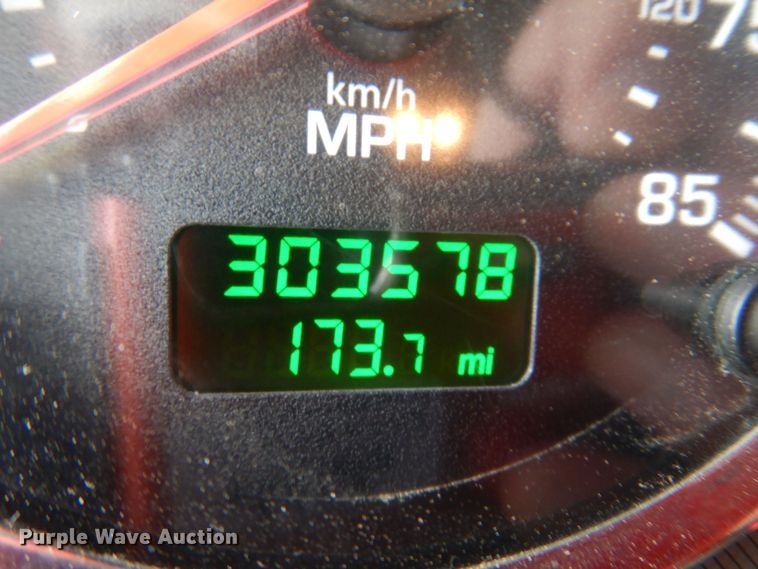 120
75
km/h
MPH
85
303578
173.7 mi
Purple Wave Auction